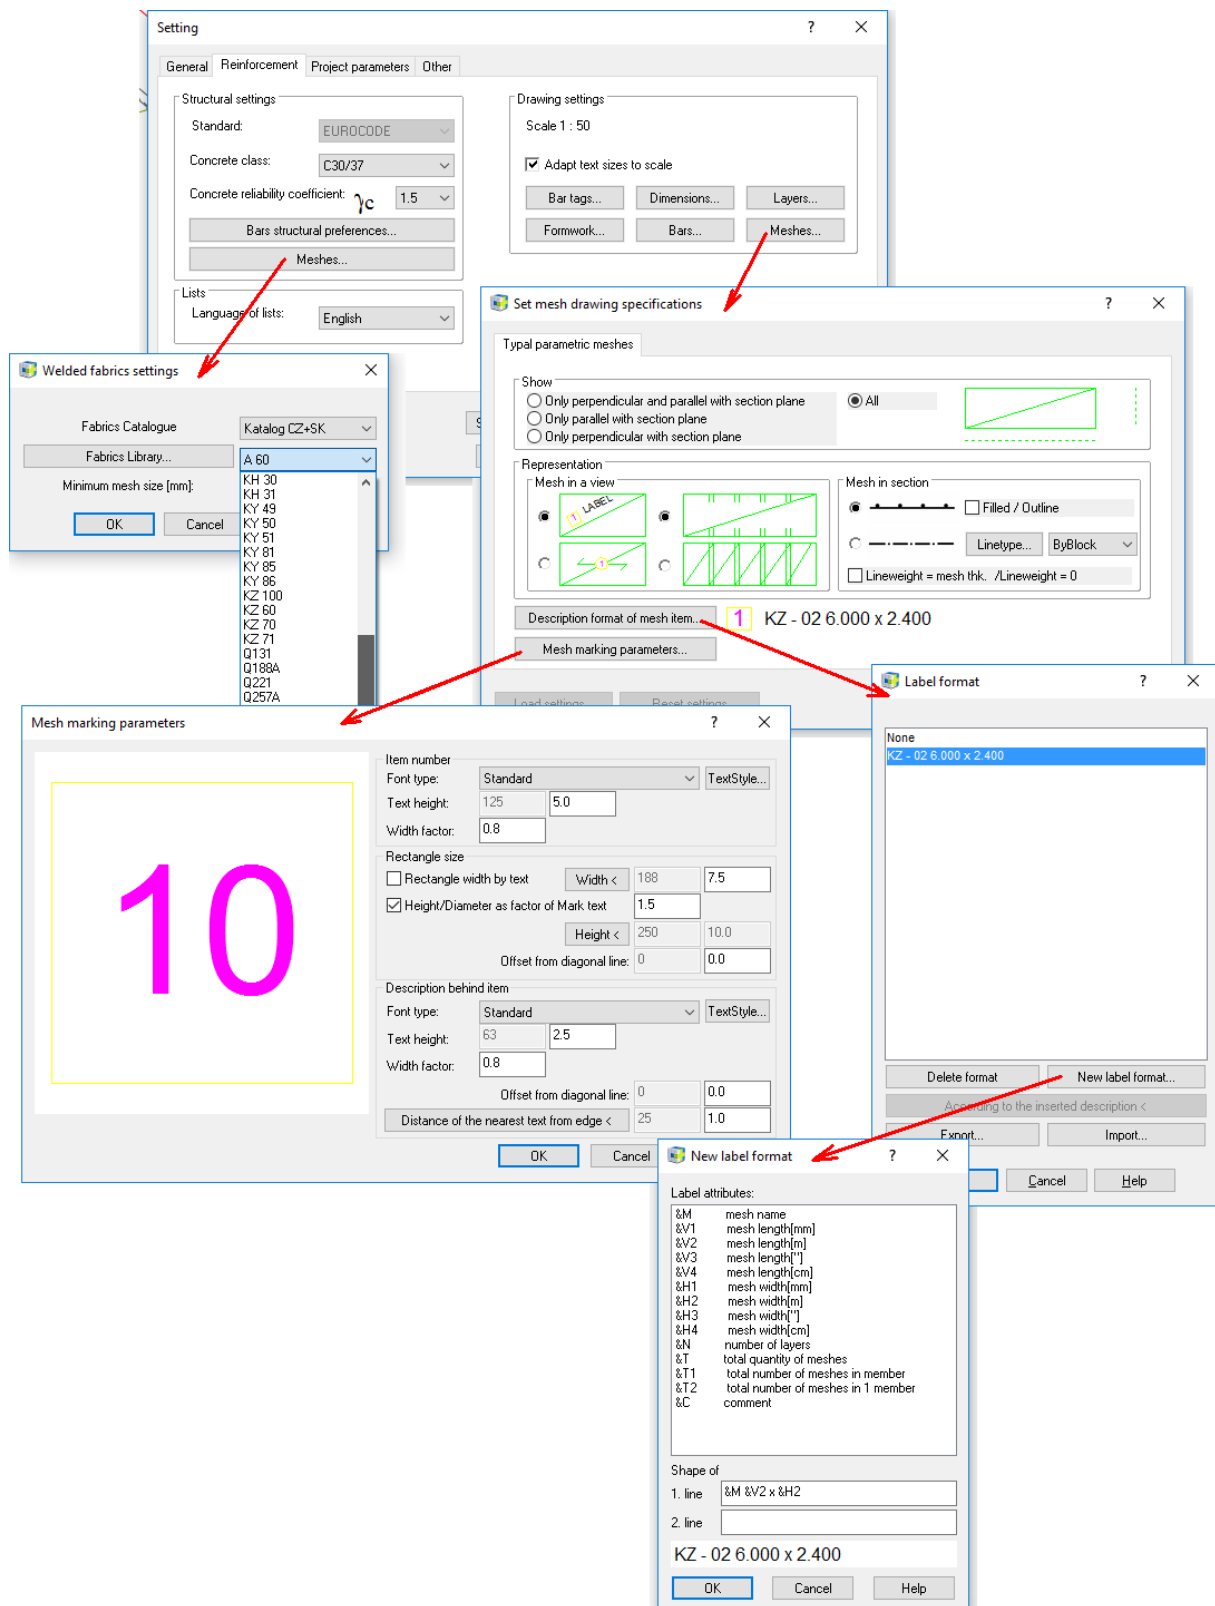 Setting
General Reinforcement Project parameters Other
Structural settings
Standard: EUROCODE
Concrete class: C30/37
Concrete reliability coefficient: γc 1.5
Bars structural preferences...
Meshes...
Lists
Language of lists: English
Drawing settings
Scale 1 : 50
Adapt text sizes to scale
Bar tags... Dimensions... Layers...
Formwork... Bars... Meshes...
Welded fabrics settings
Fabrics Catalogue Katalog CZ+SK
Fabrics Library... A 60
Minimum mesh size [mm]:
OK Cancel
KH 30
KH 31
KY 49
KY 50
KY 51
KY 81
KY 85
KY 86
KZ 100
KZ 60
KZ 70
KZ 71
Q131
Q188A
Q221
Q257A
Set mesh drawing specifications
Typal parametric meshes
Show
Only perpendicular and parallel with section plane All
Only parallel with section plane
Only perpendicular with section plane
Representation
Mesh in a view
1 LABEL
1
Mesh in section
Filled / Outline
Linetype... ByBlock
Lineweight = mesh thk. /Lineweight = 0
Description format of mesh item... 1 KZ - 02 6.000 x 2.400
Mesh marking parameters...
Load settings Reset settings
Mesh marking parameters
10
Item number
Font type: Standard TextStyle...
Text height: 125 5.0
Width factor: 0.8
Rectangle size
Rectangle width by text Width < 188 7.5
Height/Diameter as factor of Mark text 1.5
Height < 250 10.0
Offset from diagonal line: 0 0.0
Description behind item
Font type: Standard TextStyle...
Text height: 63 2.5
Width factor: 0.8
Offset from diagonal line: 0 0.0
Distance of the nearest text from edge < 25 1.0
OK Cancel
Label format
None
KZ - 02 6.000 x 2.400
Delete format New label format...
According to the inserted description <
Export... Import...
Cancel Help
New label format
Label attributes:
&M mesh name
&V1 mesh length[mm]
&V2 mesh length[m]
&V3 mesh length["]
&V4 mesh length[cm]
&H1 mesh width[mm]
&H2 mesh width[m]
&H3 mesh width["]
&H4 mesh width[cm]
&N number of layers
&T total quantity of meshes
&T1 total number of meshes in member
&T2 total number of meshes in 1 member
&C comment
Shape of
1. line &M &V2 x &H2
2. line
KZ - 02 6.000 x 2.400
OK Cancel Help